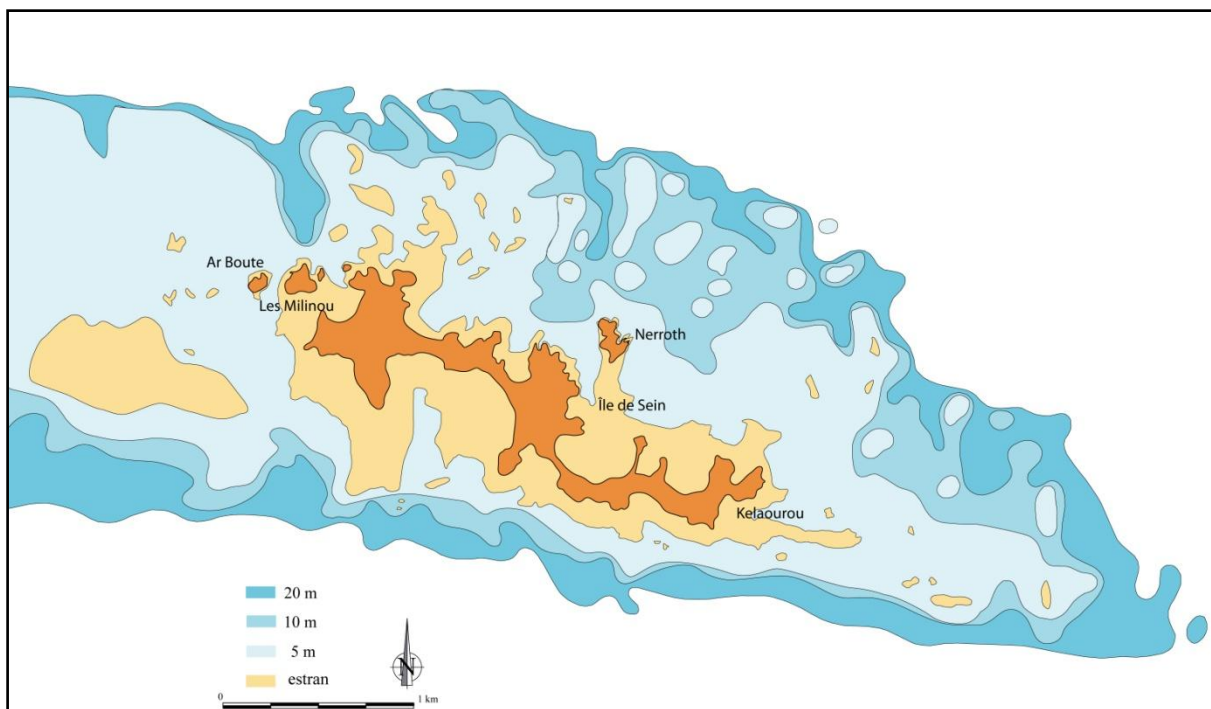 Ar Boute
Les Milinou
Nerroth
Île de Sein
Kelaourou
20 m
10 m
5 m
estran
N
0
1 km